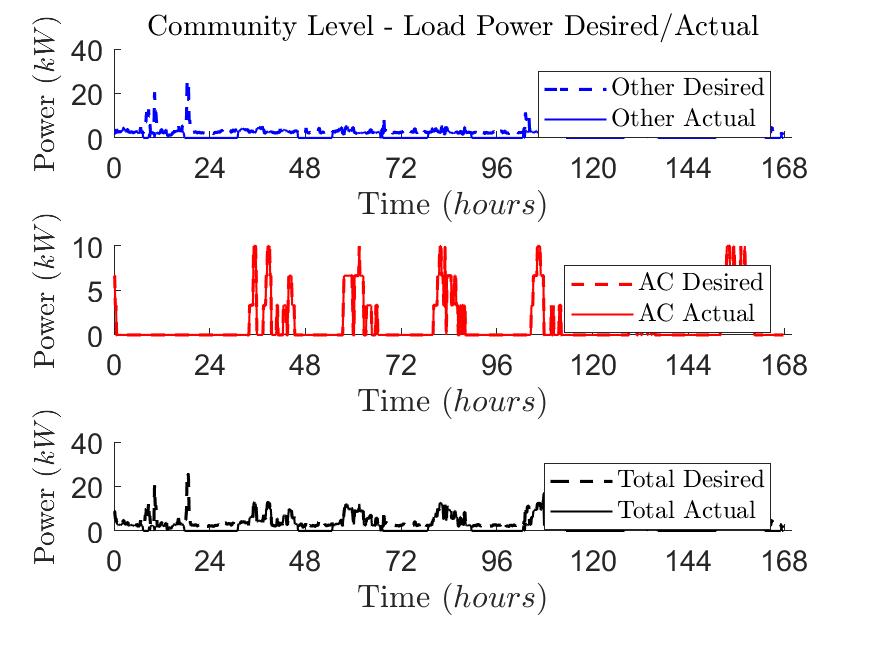 Community Level - Load Power Desired/Actual
Power (kW)
40
20
0
Other Desired
Other Actual
0 24 48 72 96 120 144 168
Time (hours)
Power (kW)
10
5
0
AC Desired
AC Actual
0 24 48 72 96 120 144 168
Time (hours)
Power (kW)
40
20
0
Total Desired
Total Actual
0 24 48 72 96 120 144 168
Time (hours)